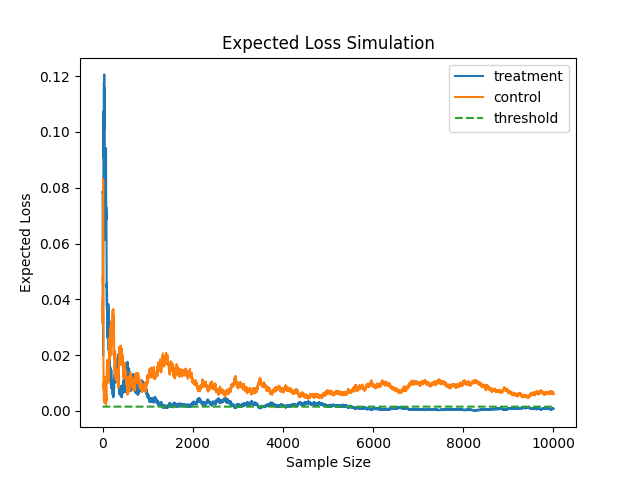 Expected Loss Simulation
treatment
control
threshold
0.12
0.10
0.08
0.06
0.04
0.02
0.00
Expected Loss
0 2000 4000 6000 8000 10000
Sample Size